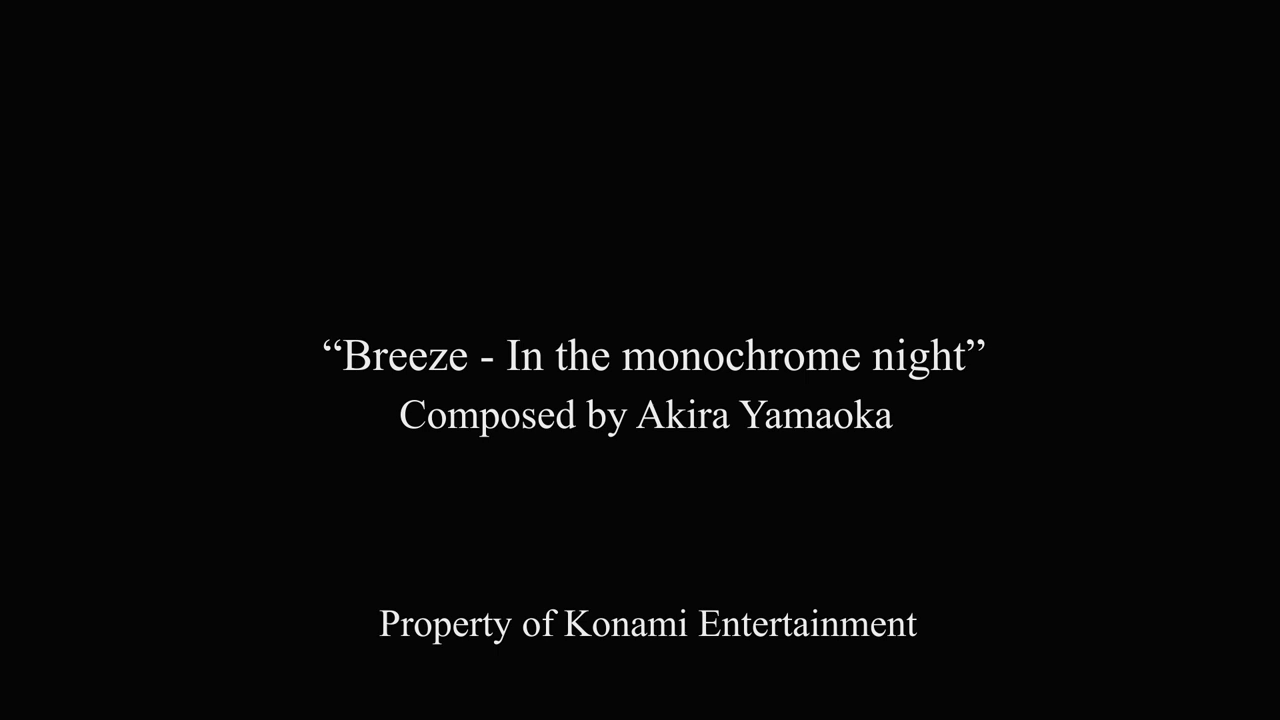 “Breeze - In the monochrome night”
Composed by Akira Yamaoka
Property of Konami Entertainment